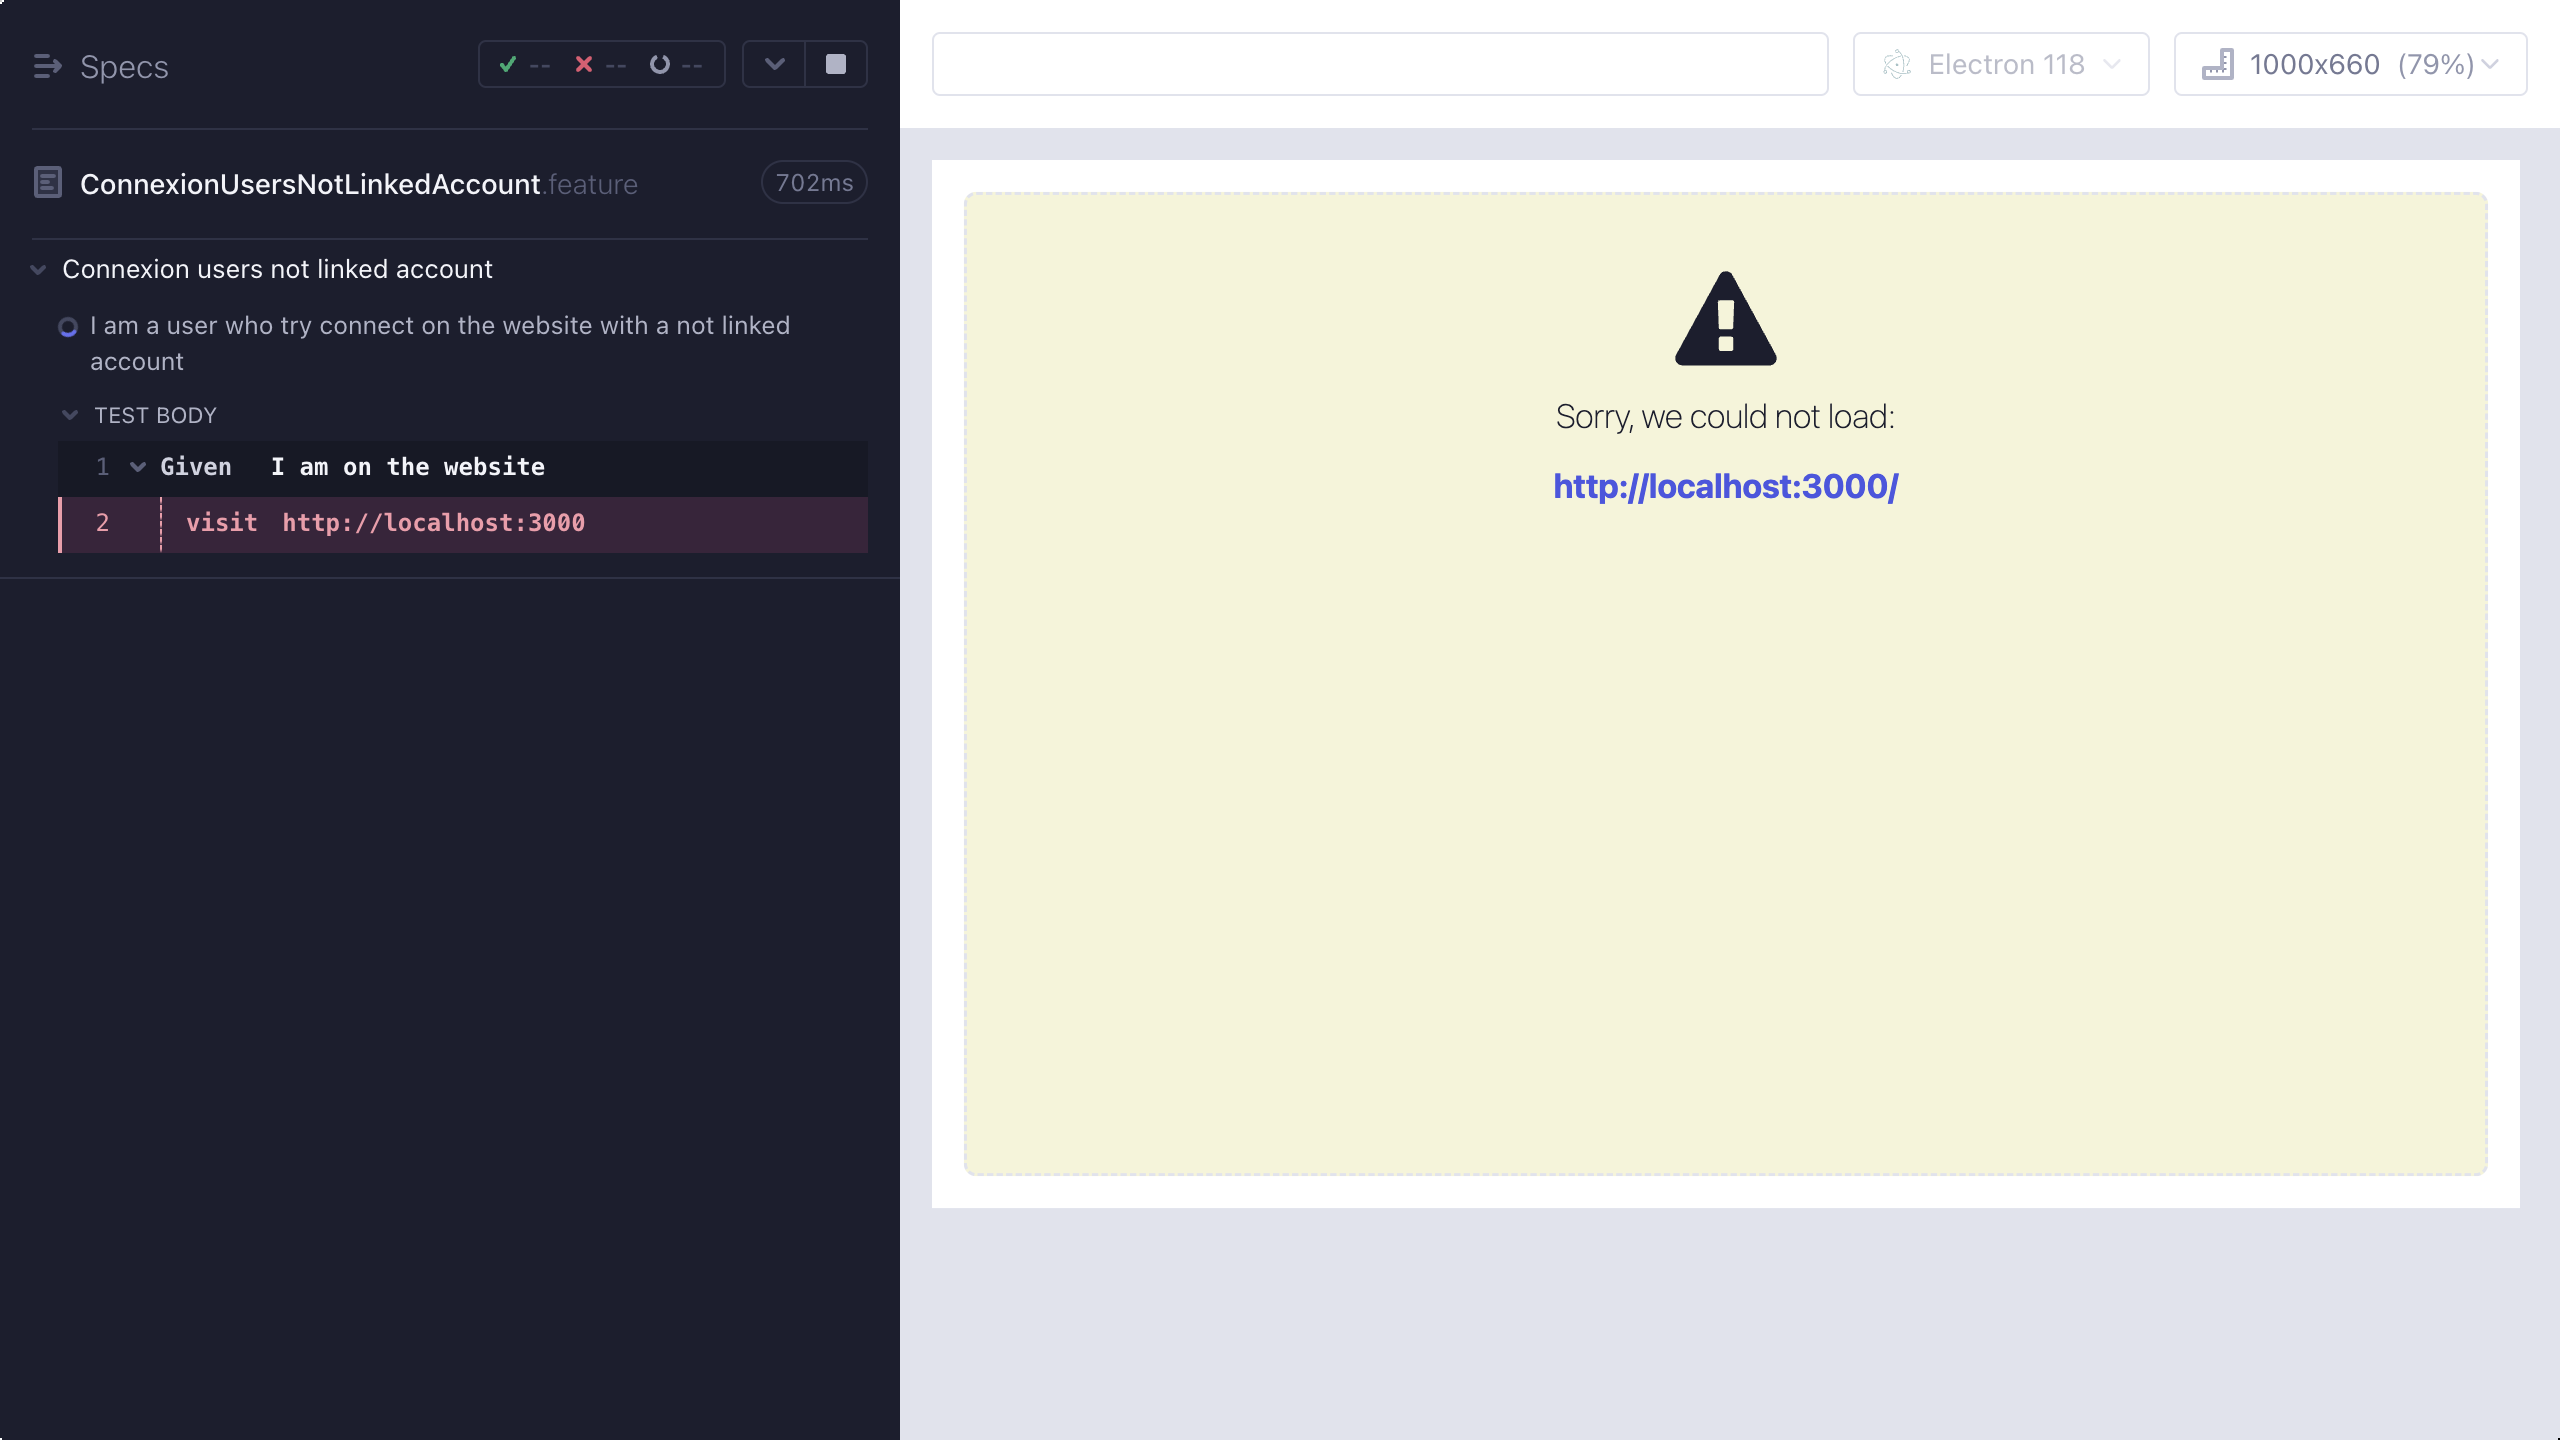 Specs
--
--
--
Electron 118
1000x660 (79%)
ConnexionUsersNotLinkedAccount.feature
702ms
Connexion users not linked account
I am a user who try connect on the website with a not linked
account
TEST BODY
1 Given I am on the website
2 visit http://localhost:3000
Sorry, we could not load:
http://localhost:3000/